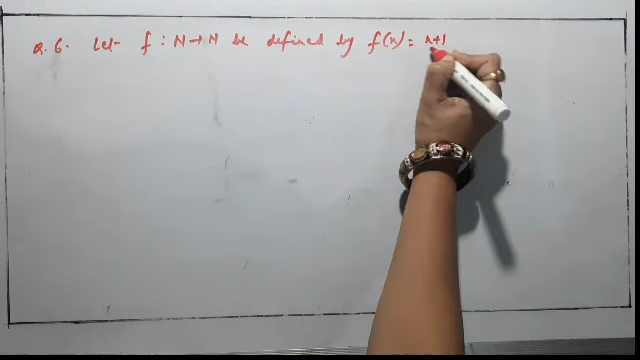 Q.6. Let f : N→N be defined by f(x) = x+1